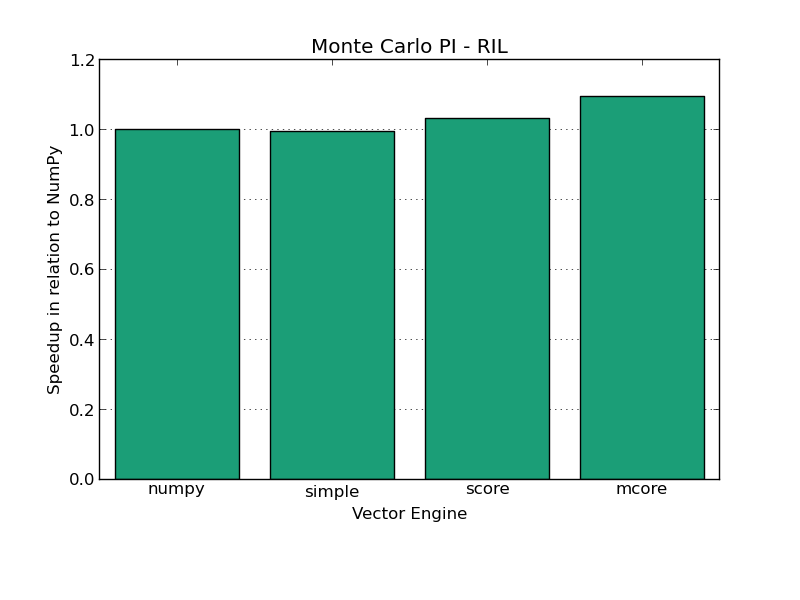 Monte Carlo PI - RIL
1.2
1.0
0.8
0.6
0.4
0.2
0.0
Speedup in relation to NumPy
numpy simple score mcore
Vector Engine